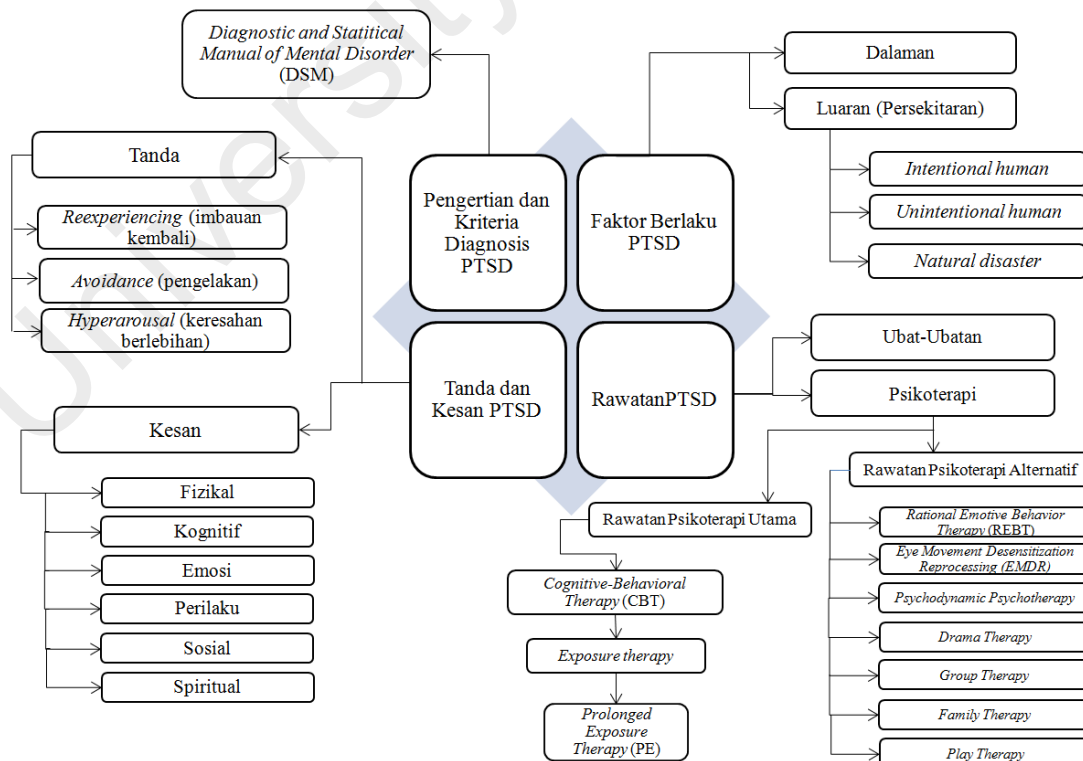 Diagnostic and Statitical
Manual of Mental Disorder
(DSM)
Tanda
Reexperiencing (imbauan
kembali)
Avoidance (pengelakan)
Hyperarousal (keresahan
berlebihan)
Kesan
Fizikal
Kognitif
Emosi
Perilaku
Sosial
Spiritual
Pengertian dan
Kriteria
Diagnosis
PTSD
Faktor Berlaku
PTSD
Tanda dan
Kesan PTSD
RawatanPTSD
Dalaman
Luaran (Persekitaran)
Intentional human
Unintentional human
Natural disaster
Ubat-Ubatan
Psikoterapi
Rawatan Psikoterapi Utama
Cognitive-Behavioral
Therapy (CBT)
Exposure therapy
Prolonged
Exposure
Therapy (PE)
Rawatan Psikoterapi Alternatif
Rational Emotive Behavior
Therapy (REBT)
Eye Movement Desensitization
Reprocessing (EMDR)
Psychodynamic Psychotherapy
Drama Therapy
Group Therapy
Family Therapy
Play Therapy
University